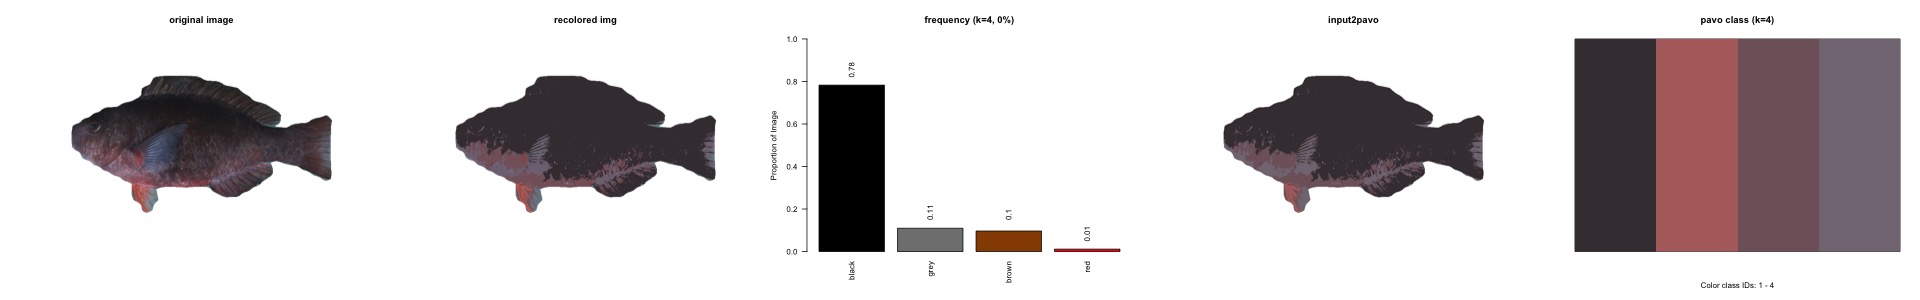 original image
recolored img
frequency (k=4, 0%)
input2pavo
pavo class (k=4)
Proportion of Image
1.0
0.8
0.6
0.4
0.2
0.0
0.78
0.11
0.1
0.01
black
grey
brown
red
Color class IDs: 1 - 4